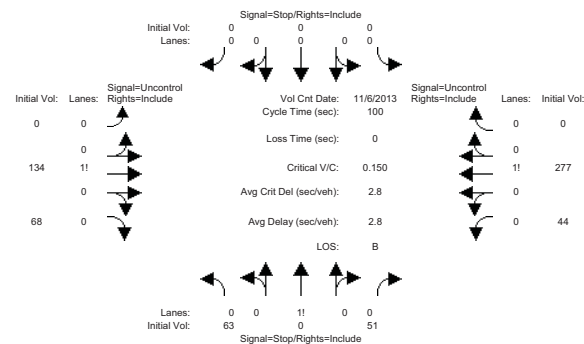 Signal=Stop/Rights=Include
Initial Vol: 0 0 0
Lanes: 0 0 0 0 0
Signal=Uncontrol
Initial Vol: Lanes: Rights=Include
Vol Cnt Date: 11/6/2013
Signal=Uncontrol
Rights=Include Lanes: Initial Vol:
Cycle Time (sec): 100
0 0
0 0
Loss Time (sec): 0
0
0
134 1!
Critical V/C: 0.150
1! 277
0
Avg Crit Del (sec/veh): 2.8
0
68 0
Avg Delay (sec/veh): 2.8
0 44
LOS: B
Lanes: 0 0 1! 0 0
Initial Vol: 63 0 51
Signal=Stop/Rights=Include